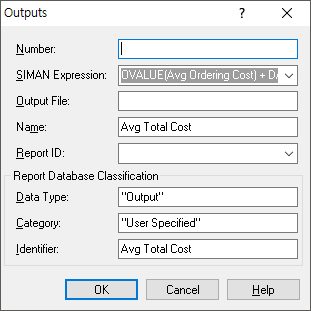 Outputs
Number:
SIMAN Expression: OVALUE(Avg Ordering Cost) +
Output File:
Name: Avg Total Cost
Report ID:
Report Database Classification
Data Type: "Output"
Category: "User Specified"
Identifier: Avg Total Cost
OK Cancel Help